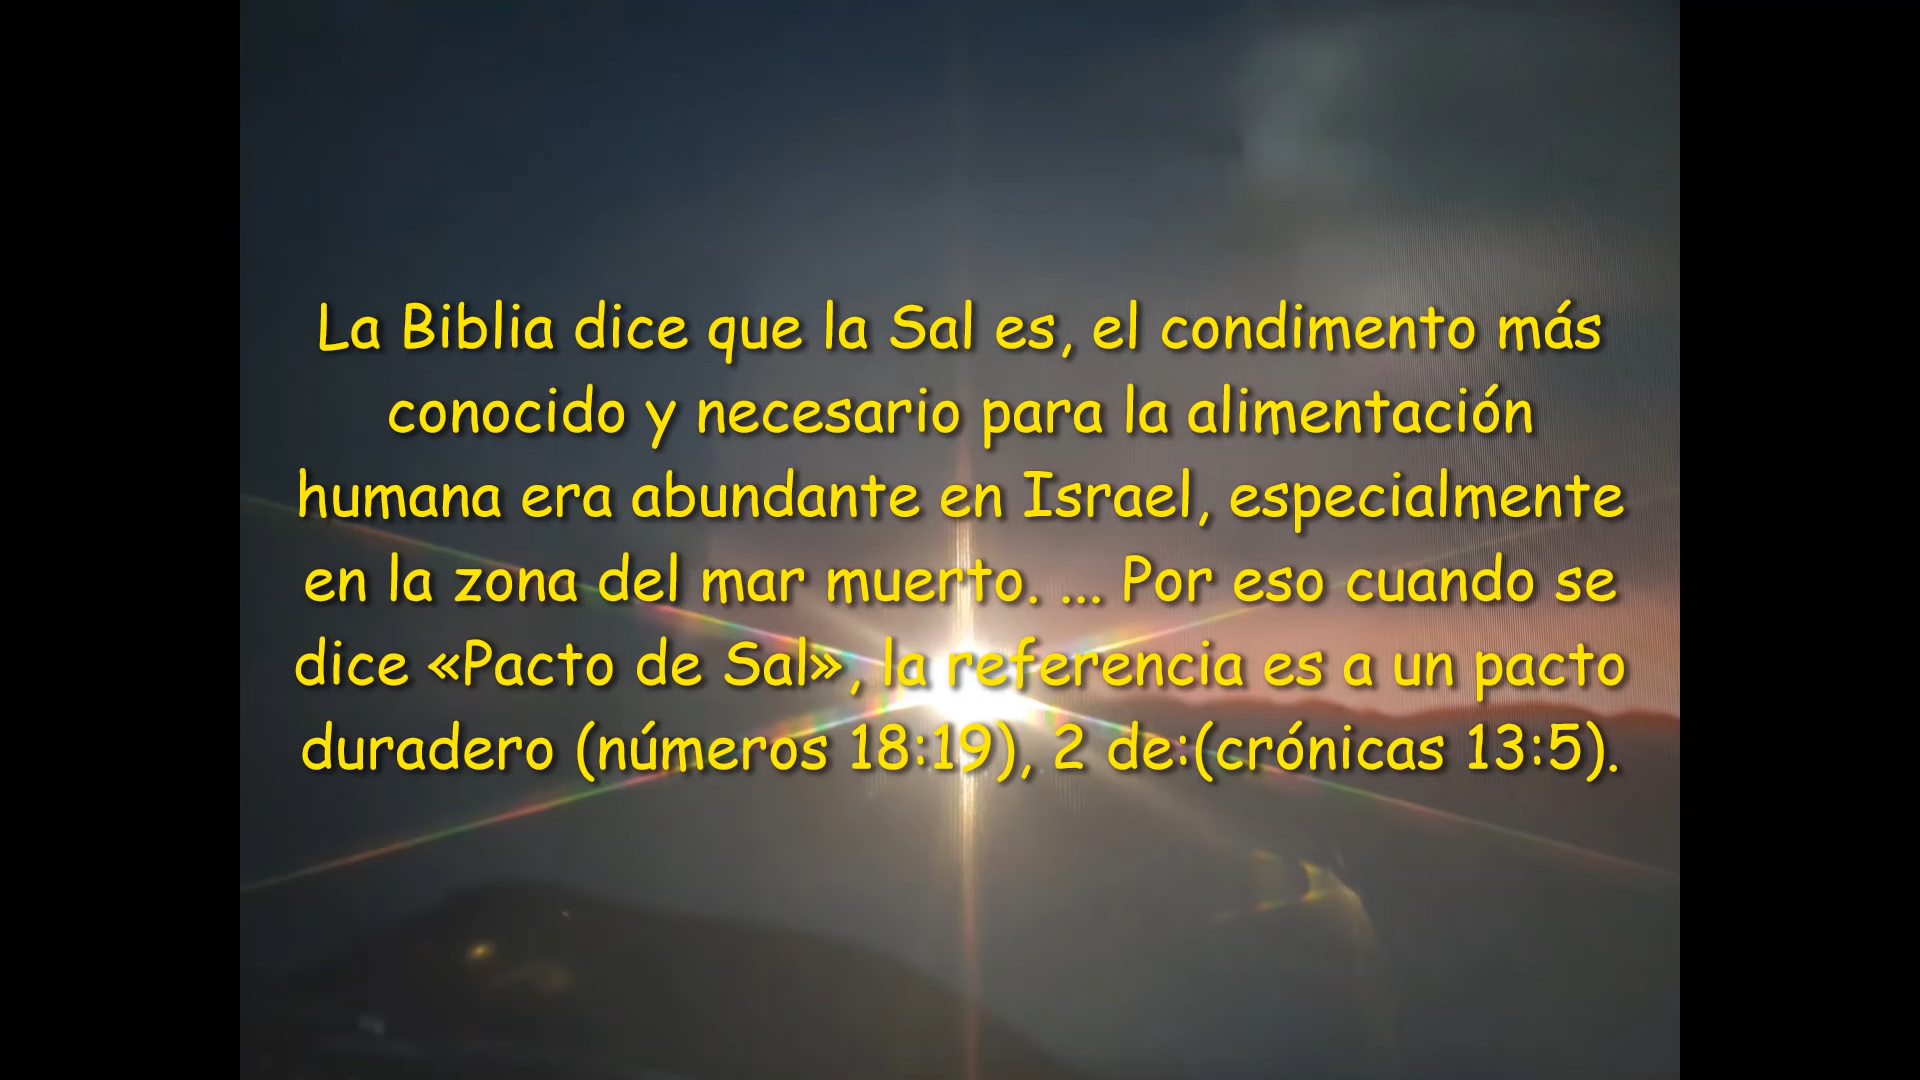 La Biblia dice que la Sal es, el condimento más
conocido y necesario para la alimentación
humana era abundante en Israel, especialmente
en la zona del mar muerto. ... Por eso cuando se
dice «Pacto de Sal», la referencia es a un pacto
duradero (números 18:19), 2 de:(crónicas 13:5).